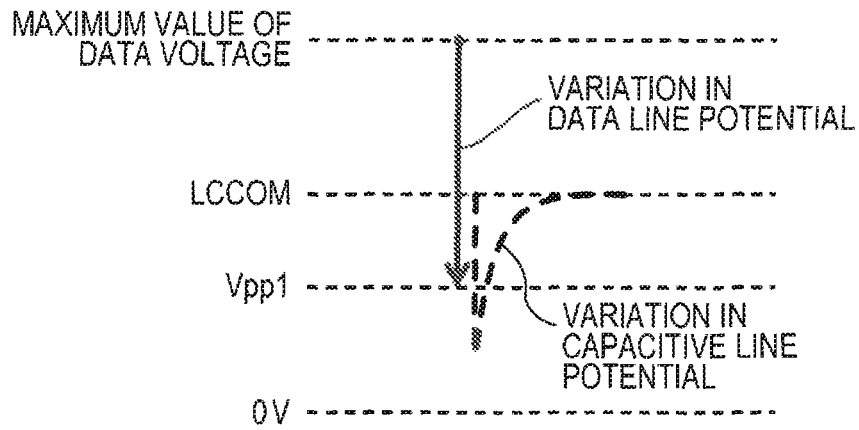 MAXIMUM VALUE OF
DATA VOLTAGE
VARIATION IN
DATA LINE POTENTIAL
LCCOM
Vpp1
VARIATION IN
CAPACITIVE LINE
POTENTIAL
0V